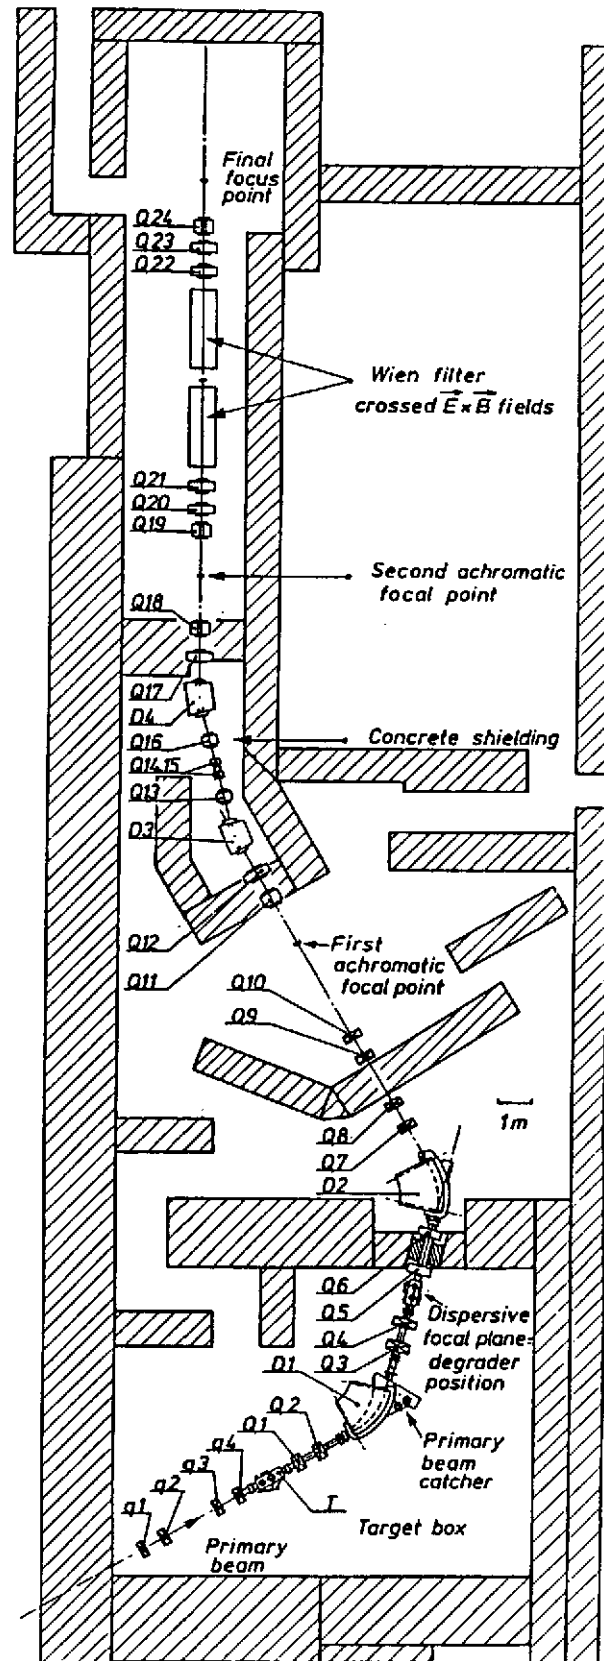 Final
focus
point
Q24
Q23
Q22
Wien filter
crossed E x B fields
Q21
Q20
Q19
Second achromatic
focal point
Q18
Q17
D4
Q16
Q14,15
Q13
D3
Concrete shielding
Q12
Q11
First
achromatic
focal point
Q10
Q9
1m
Q8
Q7
D2
Q6
Q5
Q4
Q3
Dispersive
focal plane=
degrader
position
D1
Q2
Q1
Primary
beam
catcher
q4
q3
q2
q1
T
Target box
Primary
beam